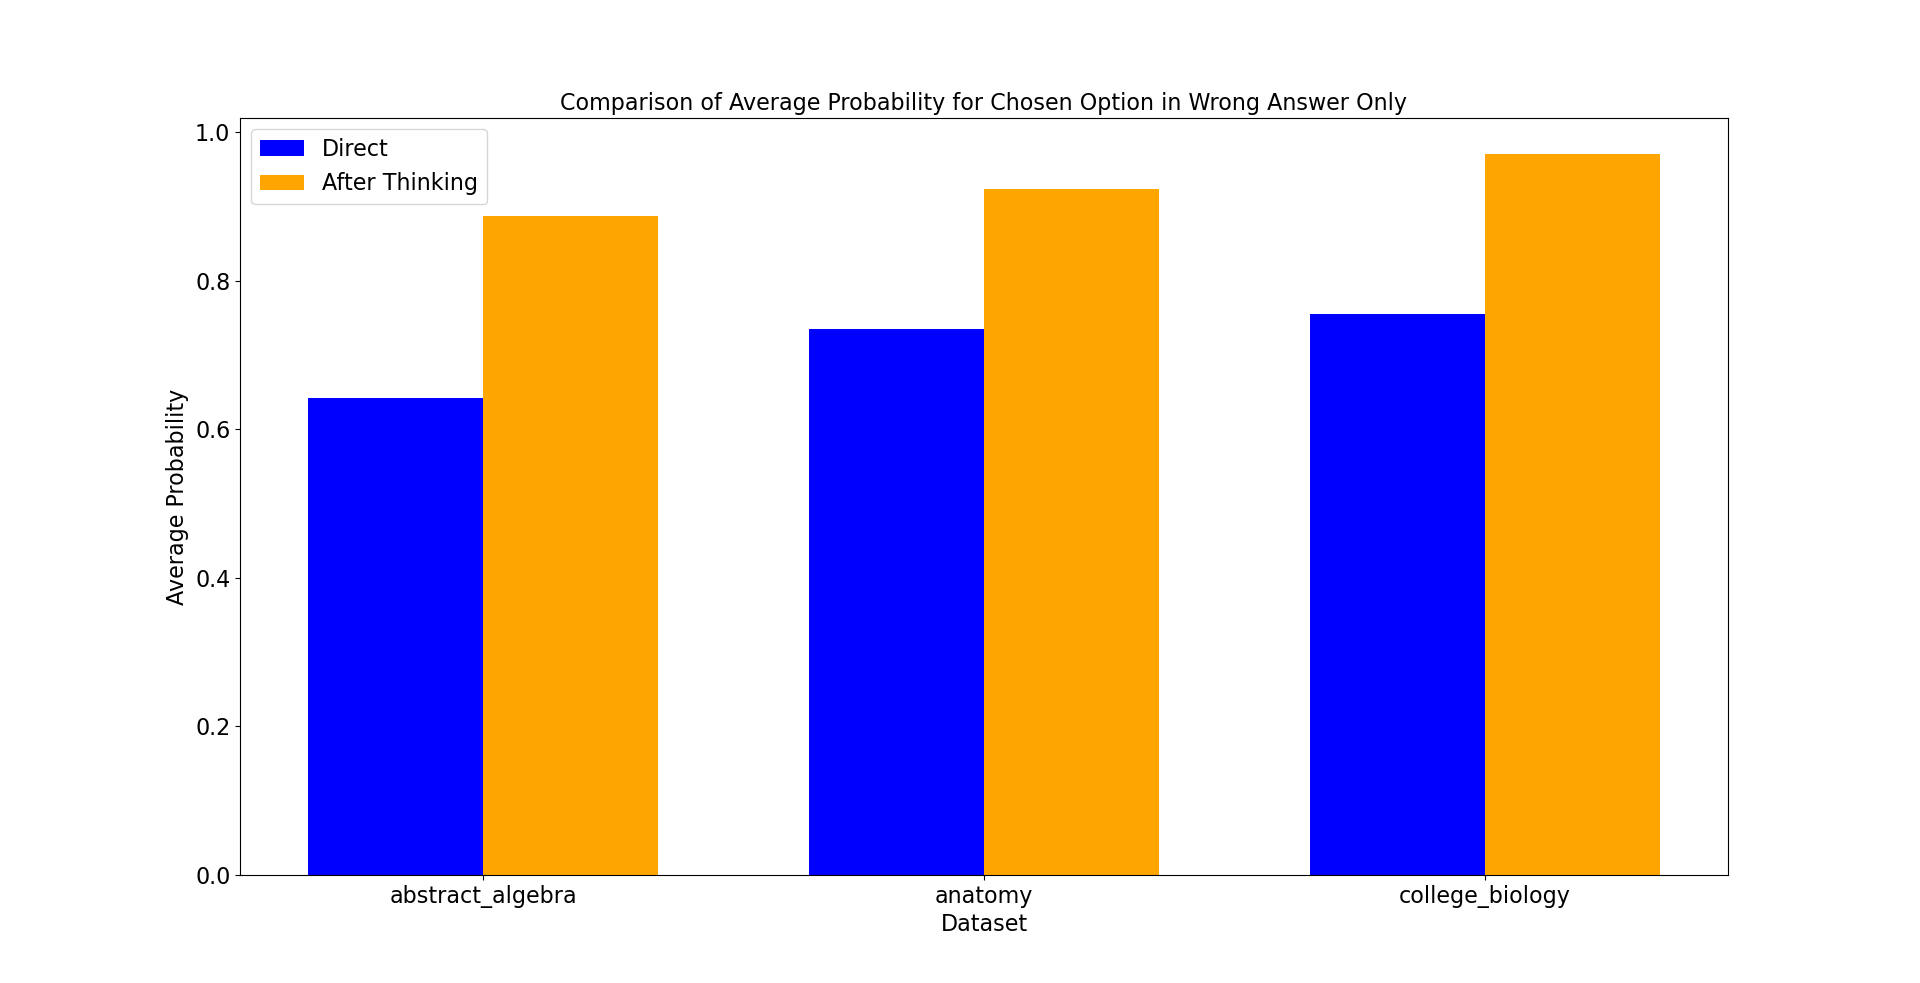 Comparison of Average Probability for Chosen Option in Wrong Answer Only
Direct
After Thinking
Average Probability
1.0
0.8
0.6
0.4
0.2
0.0
abstract_algebra
anatomy
college_biology
Dataset